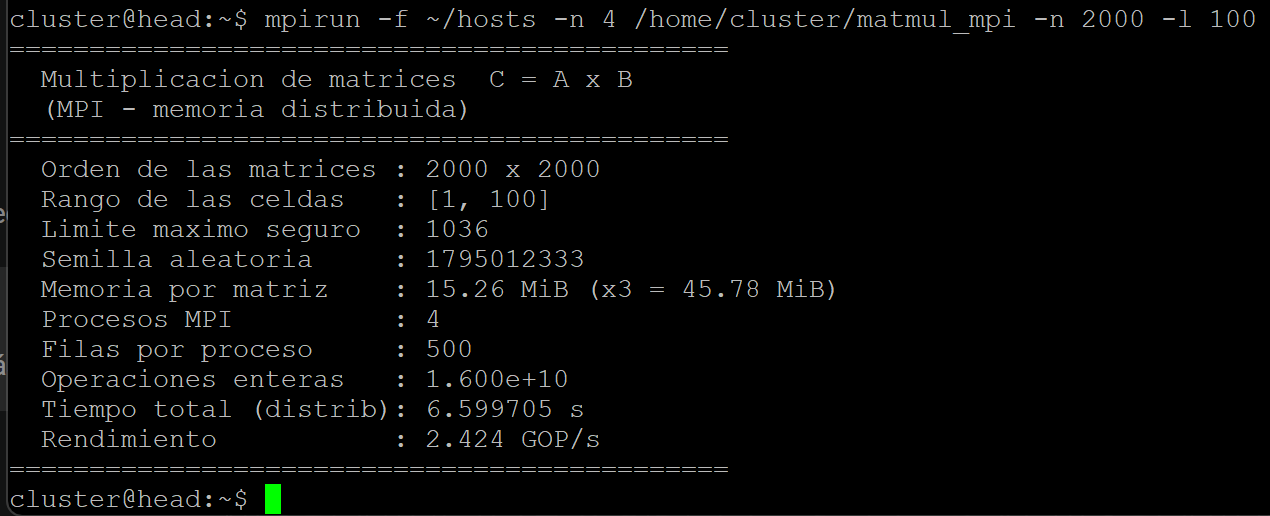 cluster@head:~$ mpirun -f ~/hosts -n 4 /home/cluster/matmul_mpi -n 2000 -l 100
=============================================
Multiplicacion de matrices  C = A x B
(MPI - memoria distribuida)
=============================================
Orden de las matrices : 2000 x 2000
Rango de las celdas   : [1, 100]
Limite maximo seguro  : 1036
Semilla aleatoria     : 1795012333
Memoria por matriz    : 15.26 MiB (x3 = 45.78 MiB)
Procesos MPI          : 4
Filas por proceso     : 500
Operaciones enteras   : 1.600e+10
Tiempo total (distrib): 6.599705 s
Rendimiento           : 2.424 GOP/s
=============================================
cluster@head:~$